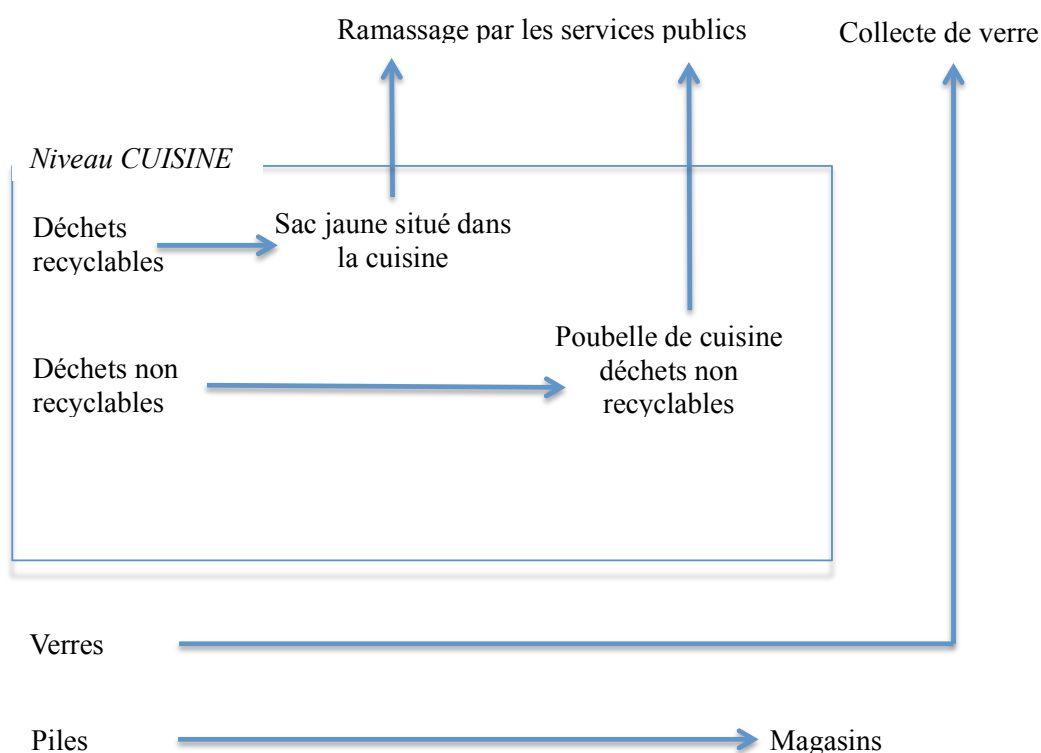 Ramassage par les services publics
Collecte de verre
Niveau CUISINE
Déchets
recyclables
Sac jaune situé dans
la cuisine
Déchets non
recyclables
Poubelle de cuisine
déchets non
recyclables
Verres
Piles
Magasins